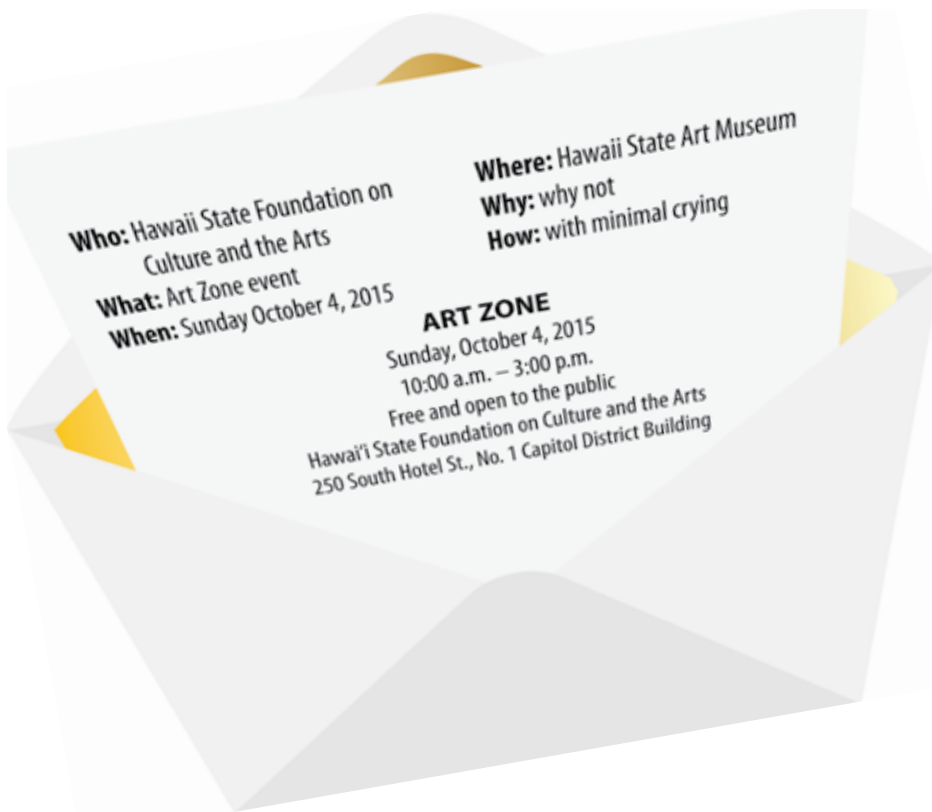 Who: Hawaii State Foundation on
Culture and the Arts
What: Art Zone event
When: Sunday October 4, 2015
Where: Hawaii State Art Museum
Why: why not
How: with minimal crying
ART ZONE
Sunday, October 4, 2015
10:00 a.m. – 3:00 p.m.
Free and open to the public
Hawai'i State Foundation on Culture and the Arts
250 South Hotel St., No. 1 Capitol District Building